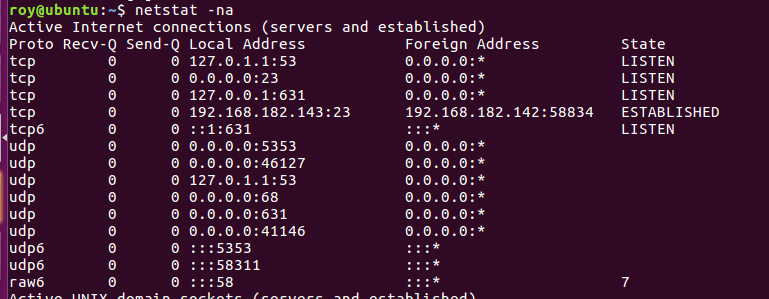 roy@ubuntu:~$ netstat -na
Active Internet connections (servers and established)
Proto Recv-Q Send-Q Local Address           Foreign Address         State
tcp        0      0 127.0.1.1:53            0.0.0.0:*               LISTEN
tcp        0      0 0.0.0.0:23              0.0.0.0:*               LISTEN
tcp        0      0 127.0.0.1:631           0.0.0.0:*               LISTEN
tcp        0      0 192.168.182.143:23      192.168.182.142:58834   ESTABLISHED
tcp6       0      0 ::1:631                 :::*                    LISTEN
udp        0      0 0.0.0.0:5353            0.0.0.0:*
udp        0      0 0.0.0.0:46127           0.0.0.0:*
udp        0      0 127.0.1.1:53            0.0.0.0:*
udp        0      0 0.0.0.0:68              0.0.0.0:*
udp        0      0 0.0.0.0:631             0.0.0.0:*
udp        0      0 0.0.0.0:41146           0.0.0.0:*
udp6       0      0 :::5353                 :::*
udp6       0      0 :::58311                :::*
raw6       0      0 :::58                   :::*                    7
Active UNIX domain sockets (servers and established)